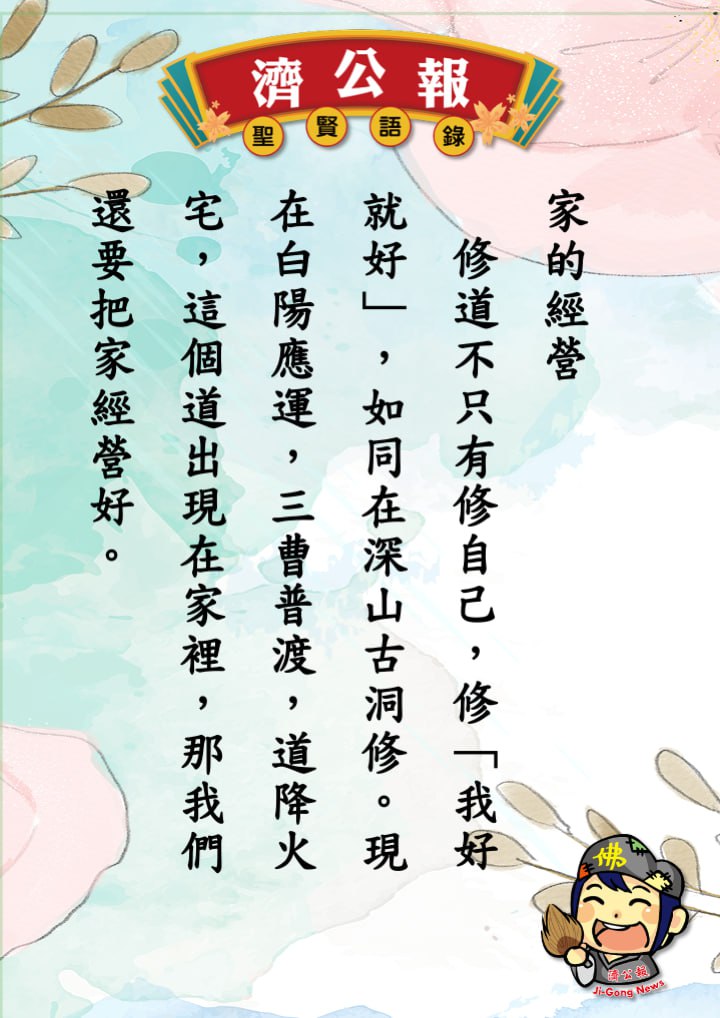 濟公報
聖賢語錄
家的經營
修道不只有修自己，修「我好
就好」，如同在深山古洞修。現
在白陽應運，三曹普渡，道降火
宅，這個道出現在家裡，那我們
還要把家經營好。
佛
濟公報
Ji-Gong News